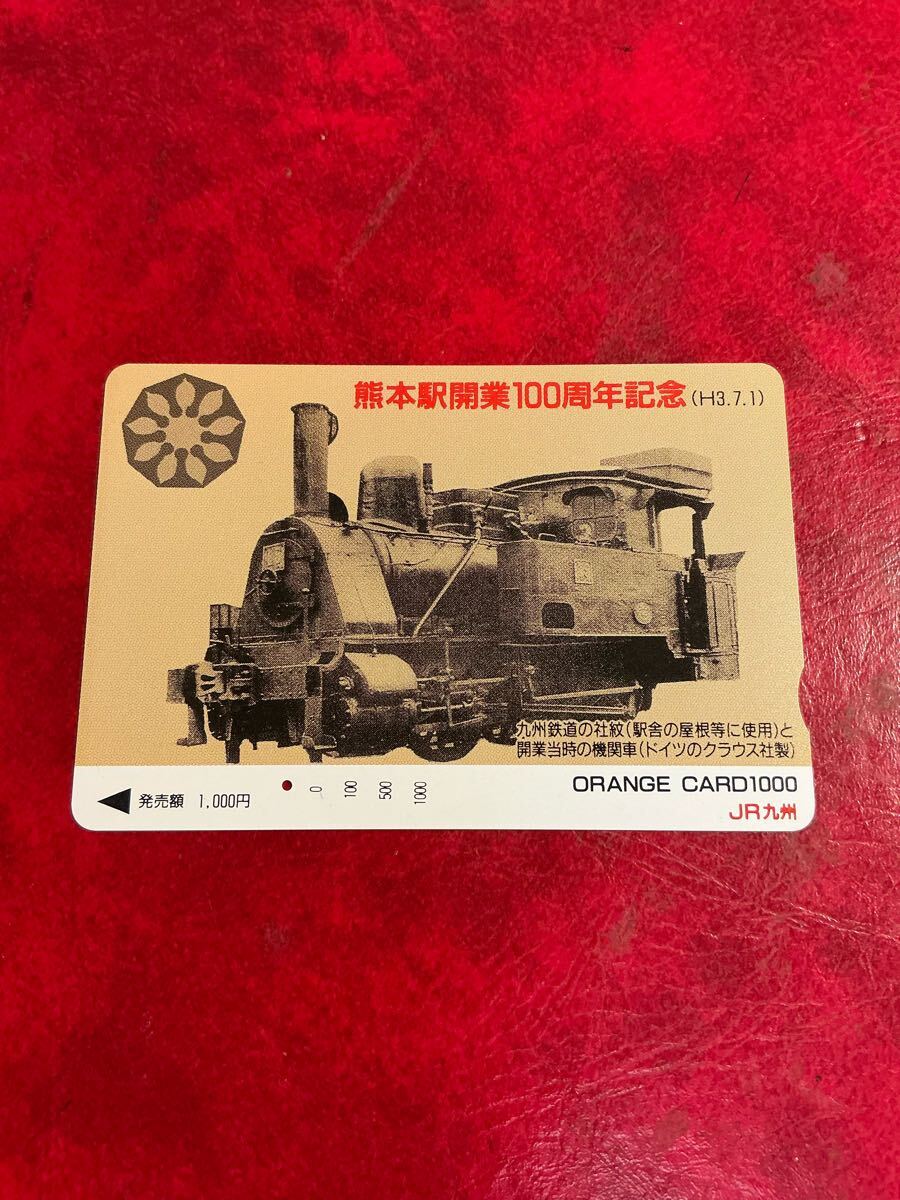 熊本駅開業100周年記念(H3.7.1)
九州鉄道の社紋(駅舎の屋根等に使用)と
開業当時の機関車(ドイツのクラウス社製)
発売額 1,000円
0 100 500 1000
ORANGE CARD1000
JR九州